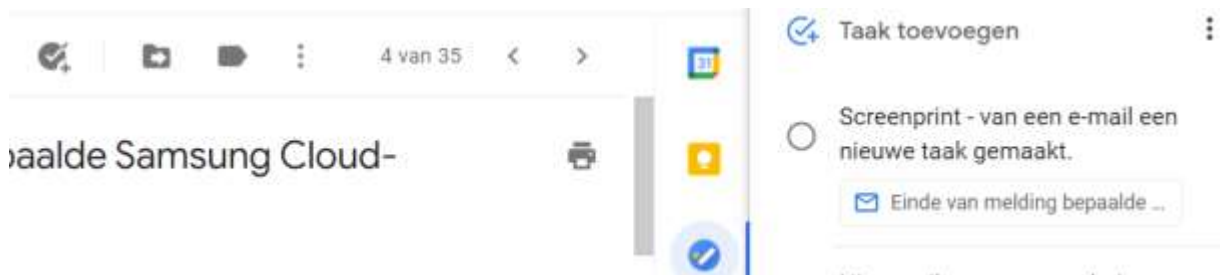 4 van 35
paalde Samsung Cloud-
31
Taak toevoegen
Screenprint - van een e-mail een
nieuwe taak gemaakt.
Einde van melding bepaalde ...